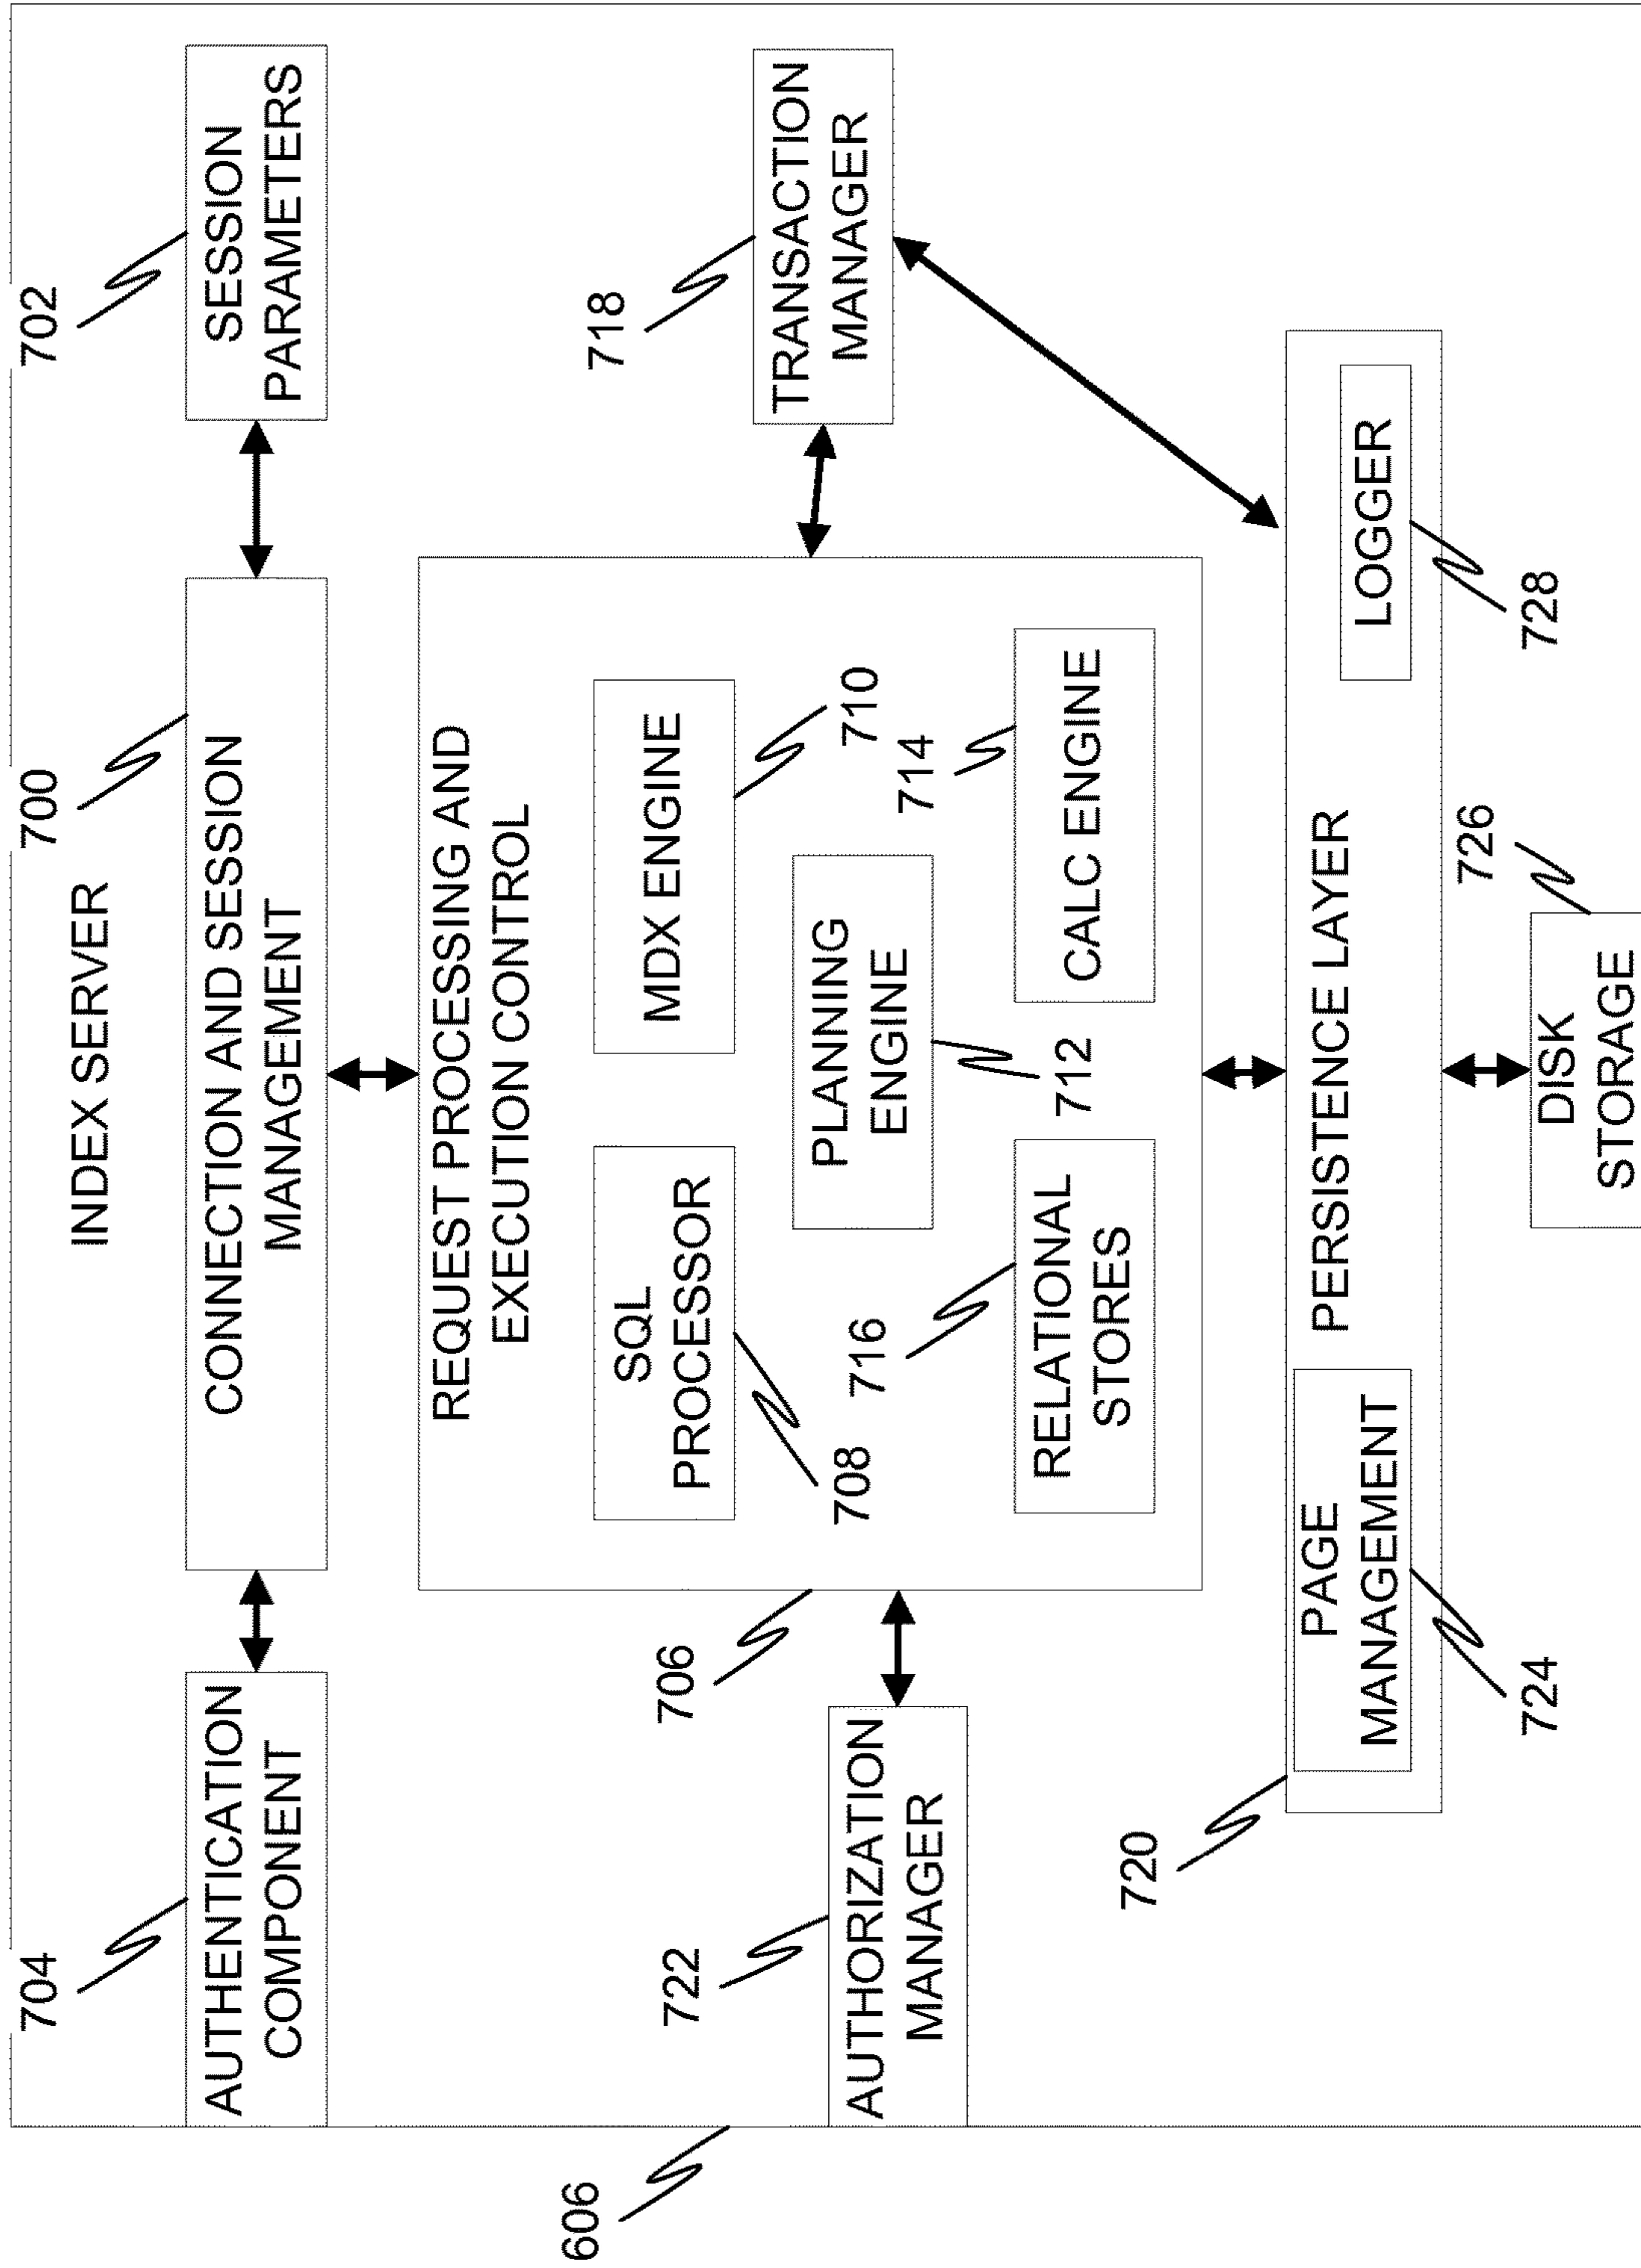 INDEX SERVER
704
700
702
AUTHENTICATION
COMPONENT
CONNECTION AND SESSION
MANAGEMENT
SESSION
PARAMETERS
REQUEST PROCESSING AND
EXECUTION CONTROL
SQL
PROCESSOR
MDX ENGINE
708
710
PLANNING
ENGINE
712
716
714
RELATIONAL
STORES
CALC ENGINE
706
718
TRANSACTION
MANAGER
722
AUTHORIZATION
MANAGER
606
720
PERSISTENCE LAYER
PAGE
MANAGEMENT
LOGGER
724
728
726
DISK
STORAGE